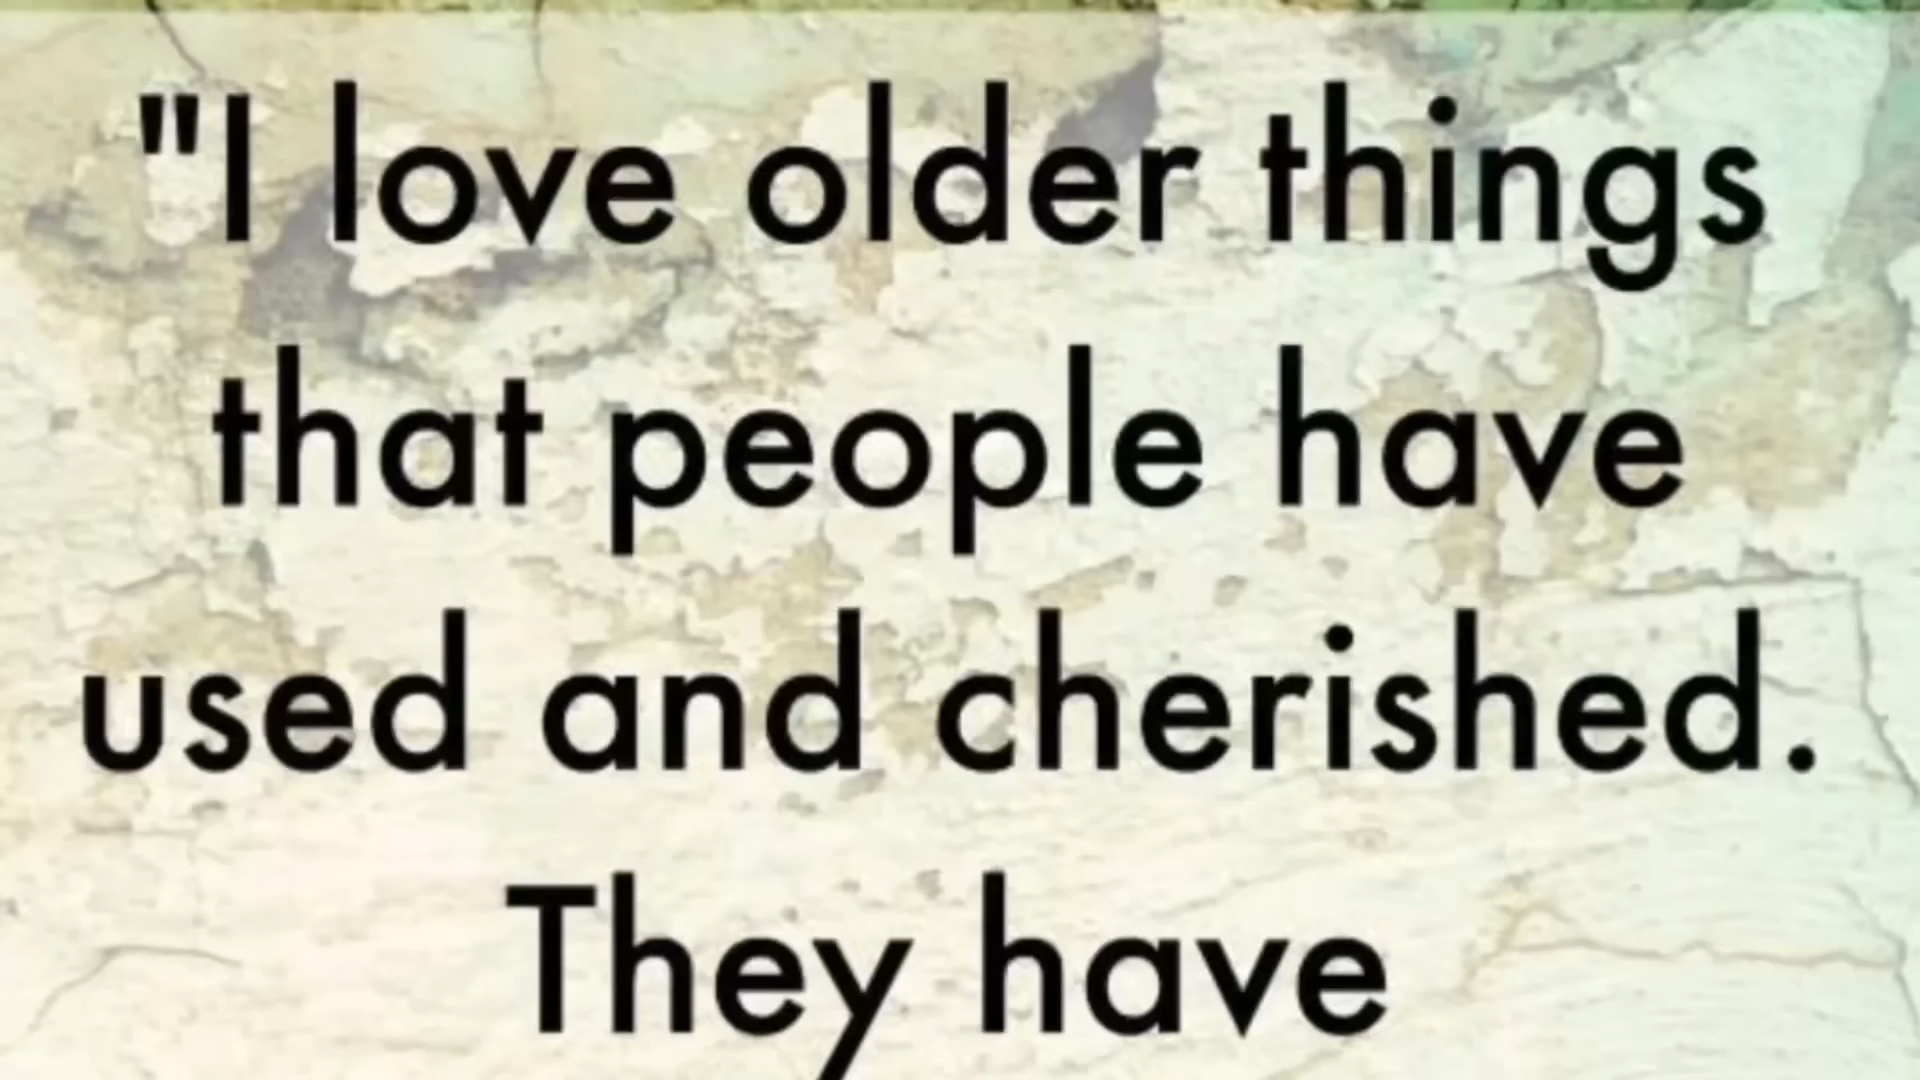 "I love older things
that people have
used and cherished.
They have